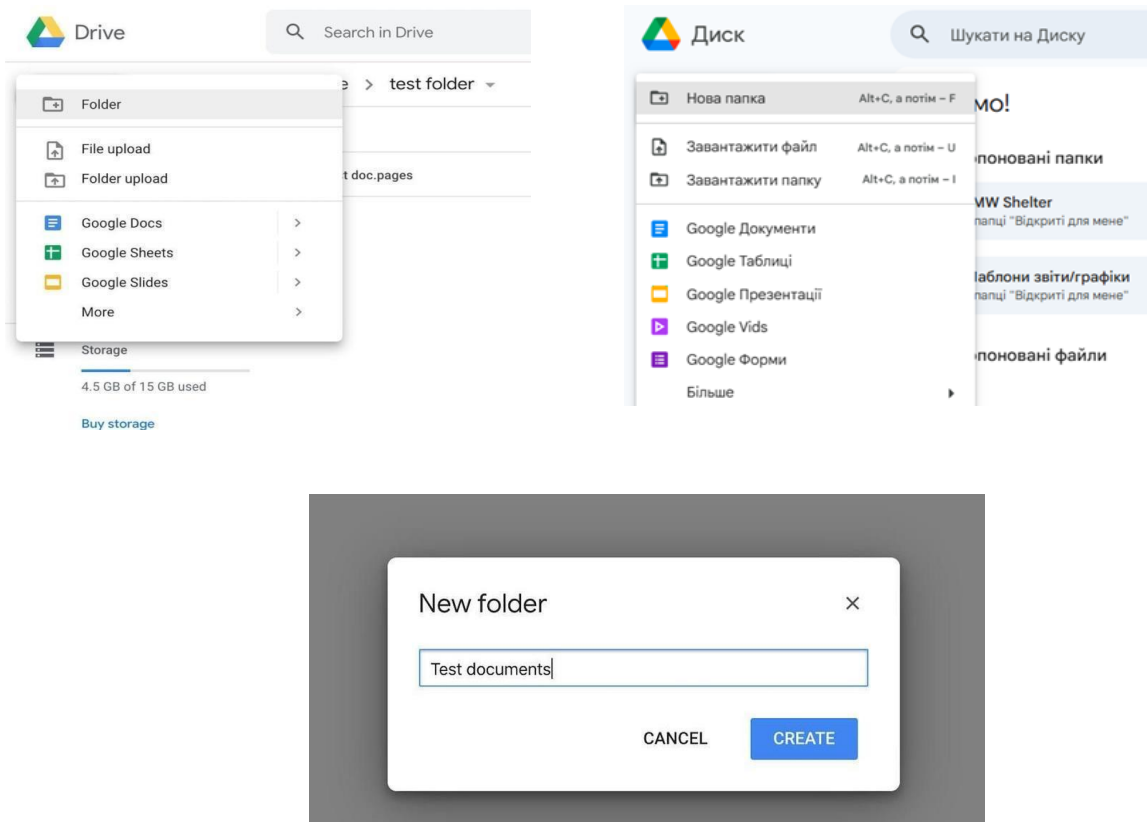 Drive
Search in Drive
test folder
Folder
File upload
Folder upload
doc.pages
Google Docs
Google Sheets
Google Slides
More
Storage
4.5 GB of 15 GB used
Buy storage
Диск
Шукати на Диску
Нова папка Alt+C, а потім – F
мо!
Завантажити файл Alt+C, а потім – U
Завантажити папку Alt+C, а потім – I
поновані папки
MW Shelter
папці "Відкриті для мене"
Google Документи
Google Таблиці
Google Презентації
Google Vids
Google Форми
Більше
аблони звіти/графіки
папці "Відкриті для мене"
поновані файли
New folder
Test documents
CANCEL CREATE